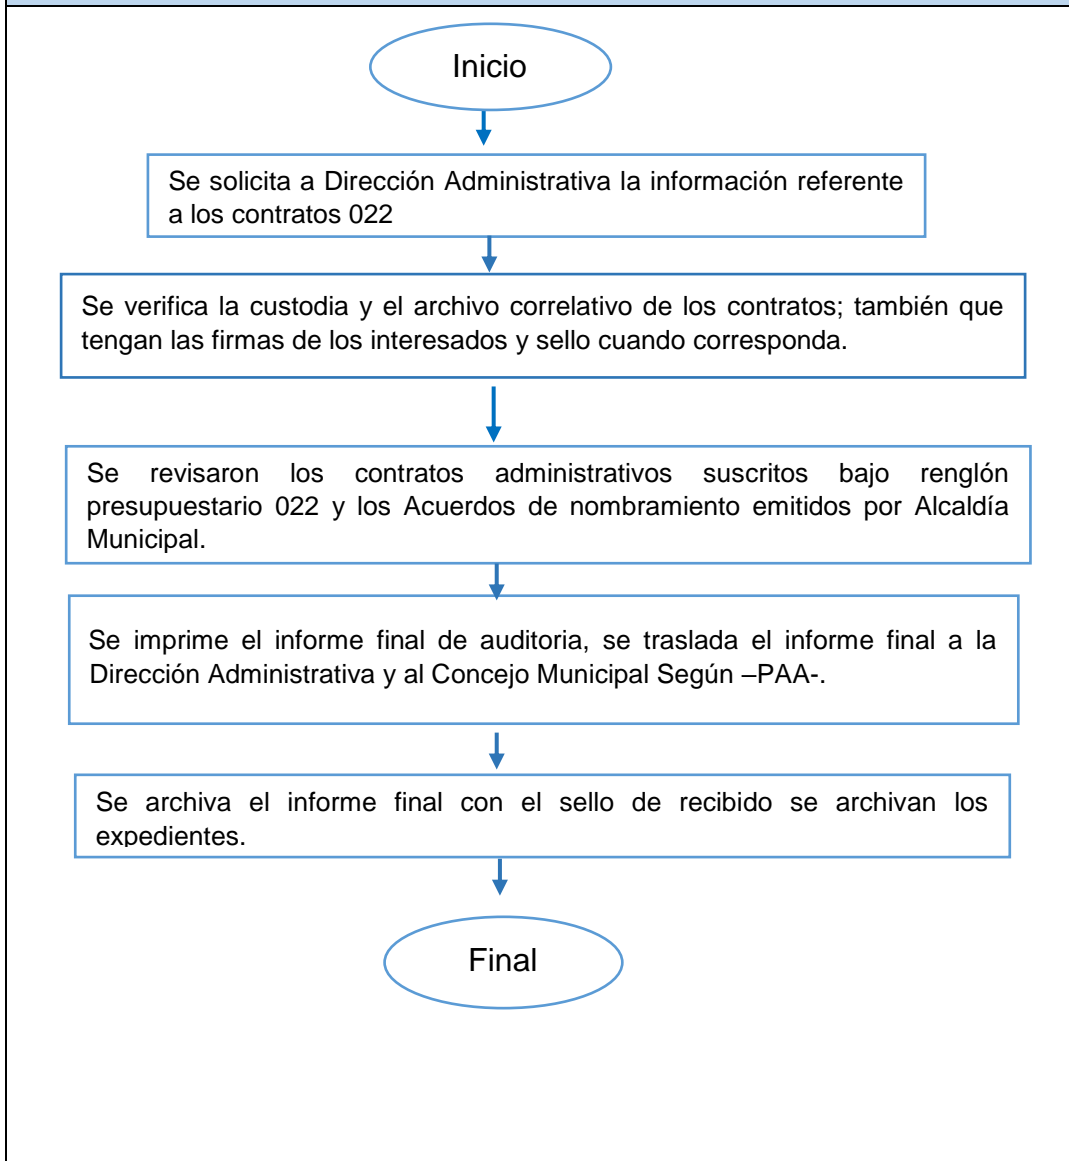 Inicio
Se solicita a Dirección Administrativa la información referente
a los contratos 022
Se verifica la custodia y el archivo correlativo de los contratos; también que
tengan las firmas de los interesados y sello cuando corresponda.
Se revisaron los contratos administrativos suscritos bajo renglón
presupuestario 022 y los Acuerdos de nombramiento emitidos por Alcaldía
Municipal.
Se imprime el informe final de auditoria, se traslada el informe final a la
Dirección Administrativa y al Concejo Municipal Según –PAA-.
Se archiva el informe final con el sello de recibido se archivan los
expedientes.
Final